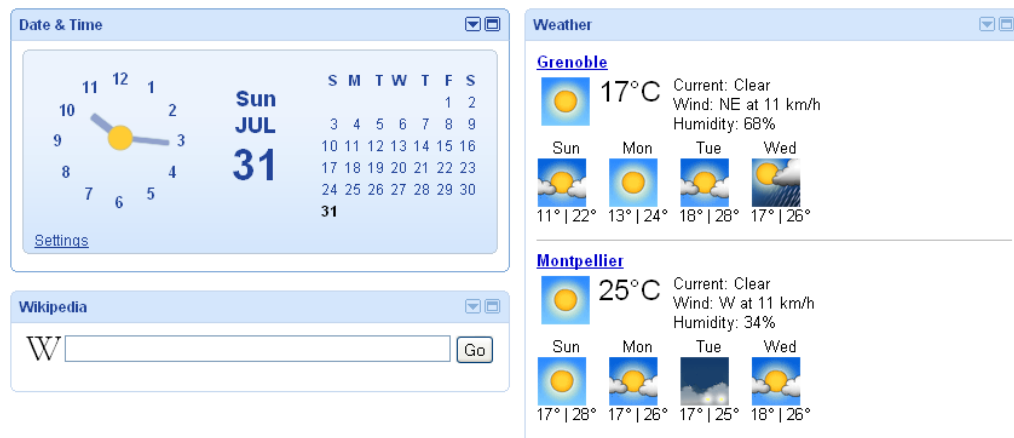 Date & Time
12
11 1
10 2
9 3
8 4
7 5
6
Sun
JUL
31
S M T W T F S
1 2
3 4 5 6 7 8 9
10 11 12 13 14 15 16
17 18 19 20 21 22 23
24 25 26 27 28 29 30
31
Settings
Wikipedia
W
Go
Weather
Grenoble
17°C
Current: Clear
Wind: NE at 11 km/h
Humidity: 68%
Sun Mon Tue Wed
11° | 22° 13° | 24° 18° | 28° 17° | 26°
Montpellier
25°C
Current: Clear
Wind: W at 11 km/h
Humidity: 34%
Sun Mon Tue Wed
17° | 28° 17° | 26° 17° | 25° 18° | 26°